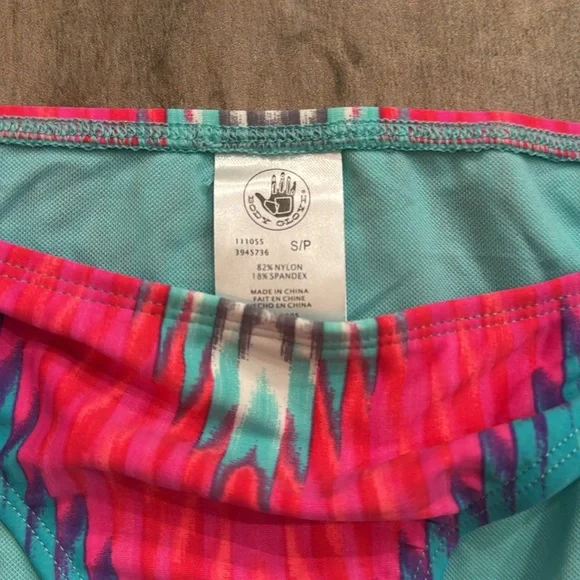 BODY GLOVE
111055
3945736
S/P
82% NYLON
18% SPANDEX
MADE IN CHINA
FAIT EN CHINE
HECHO EN CHINA